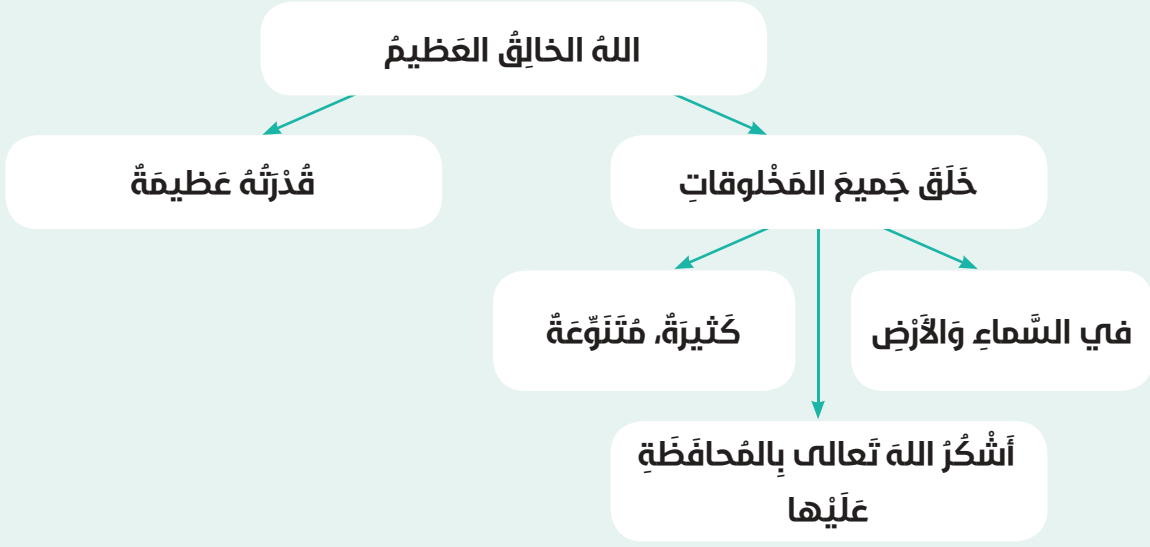 اللهُ الخالِقُ العَظيمُ
خَلَقَ جَميعَ المَخْلوقاتِ
قُدْرَتُهُ عَظيمَةٌ
في السَّماءِ وَالأَرْضِ
كَثيرَةٌ، مُتَنَوِّعَةٌ
أَشْكُرُ اللهَ تَعالى بِالمُحافَظَةِ
عَلَيْها